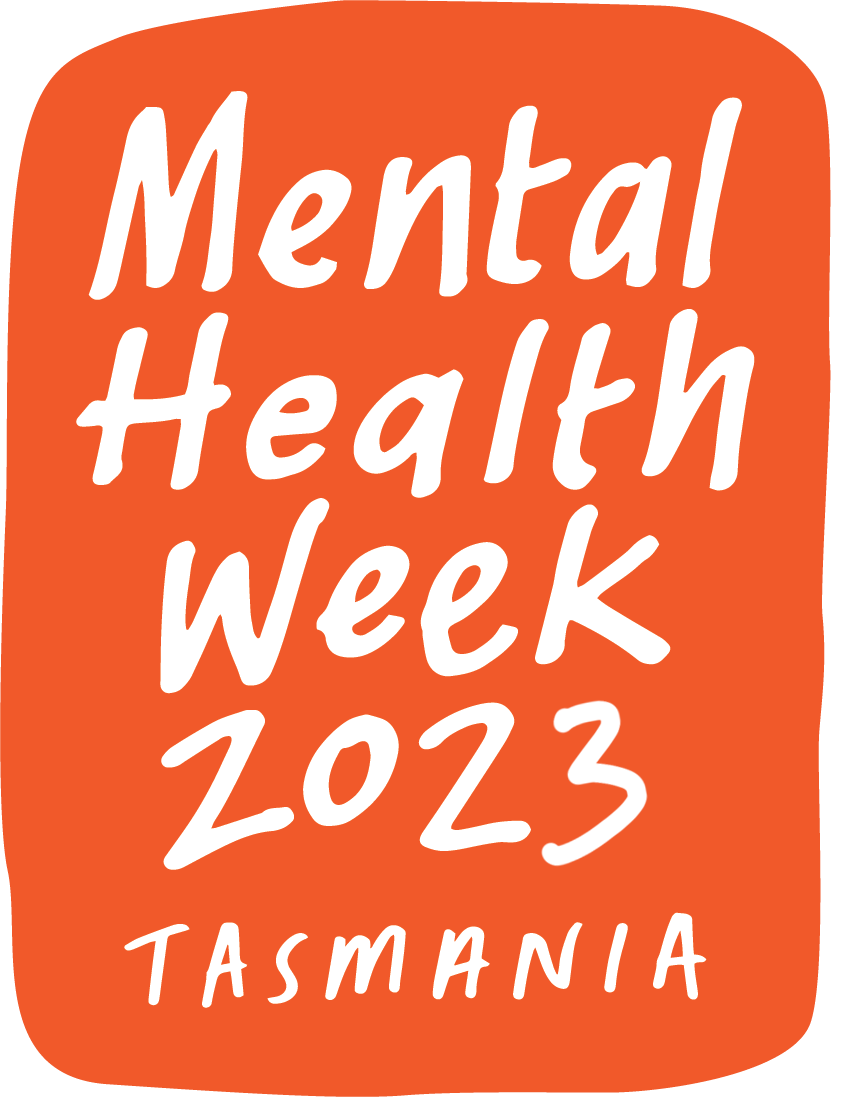 Mental
Health
Week
2023
TASMANIA